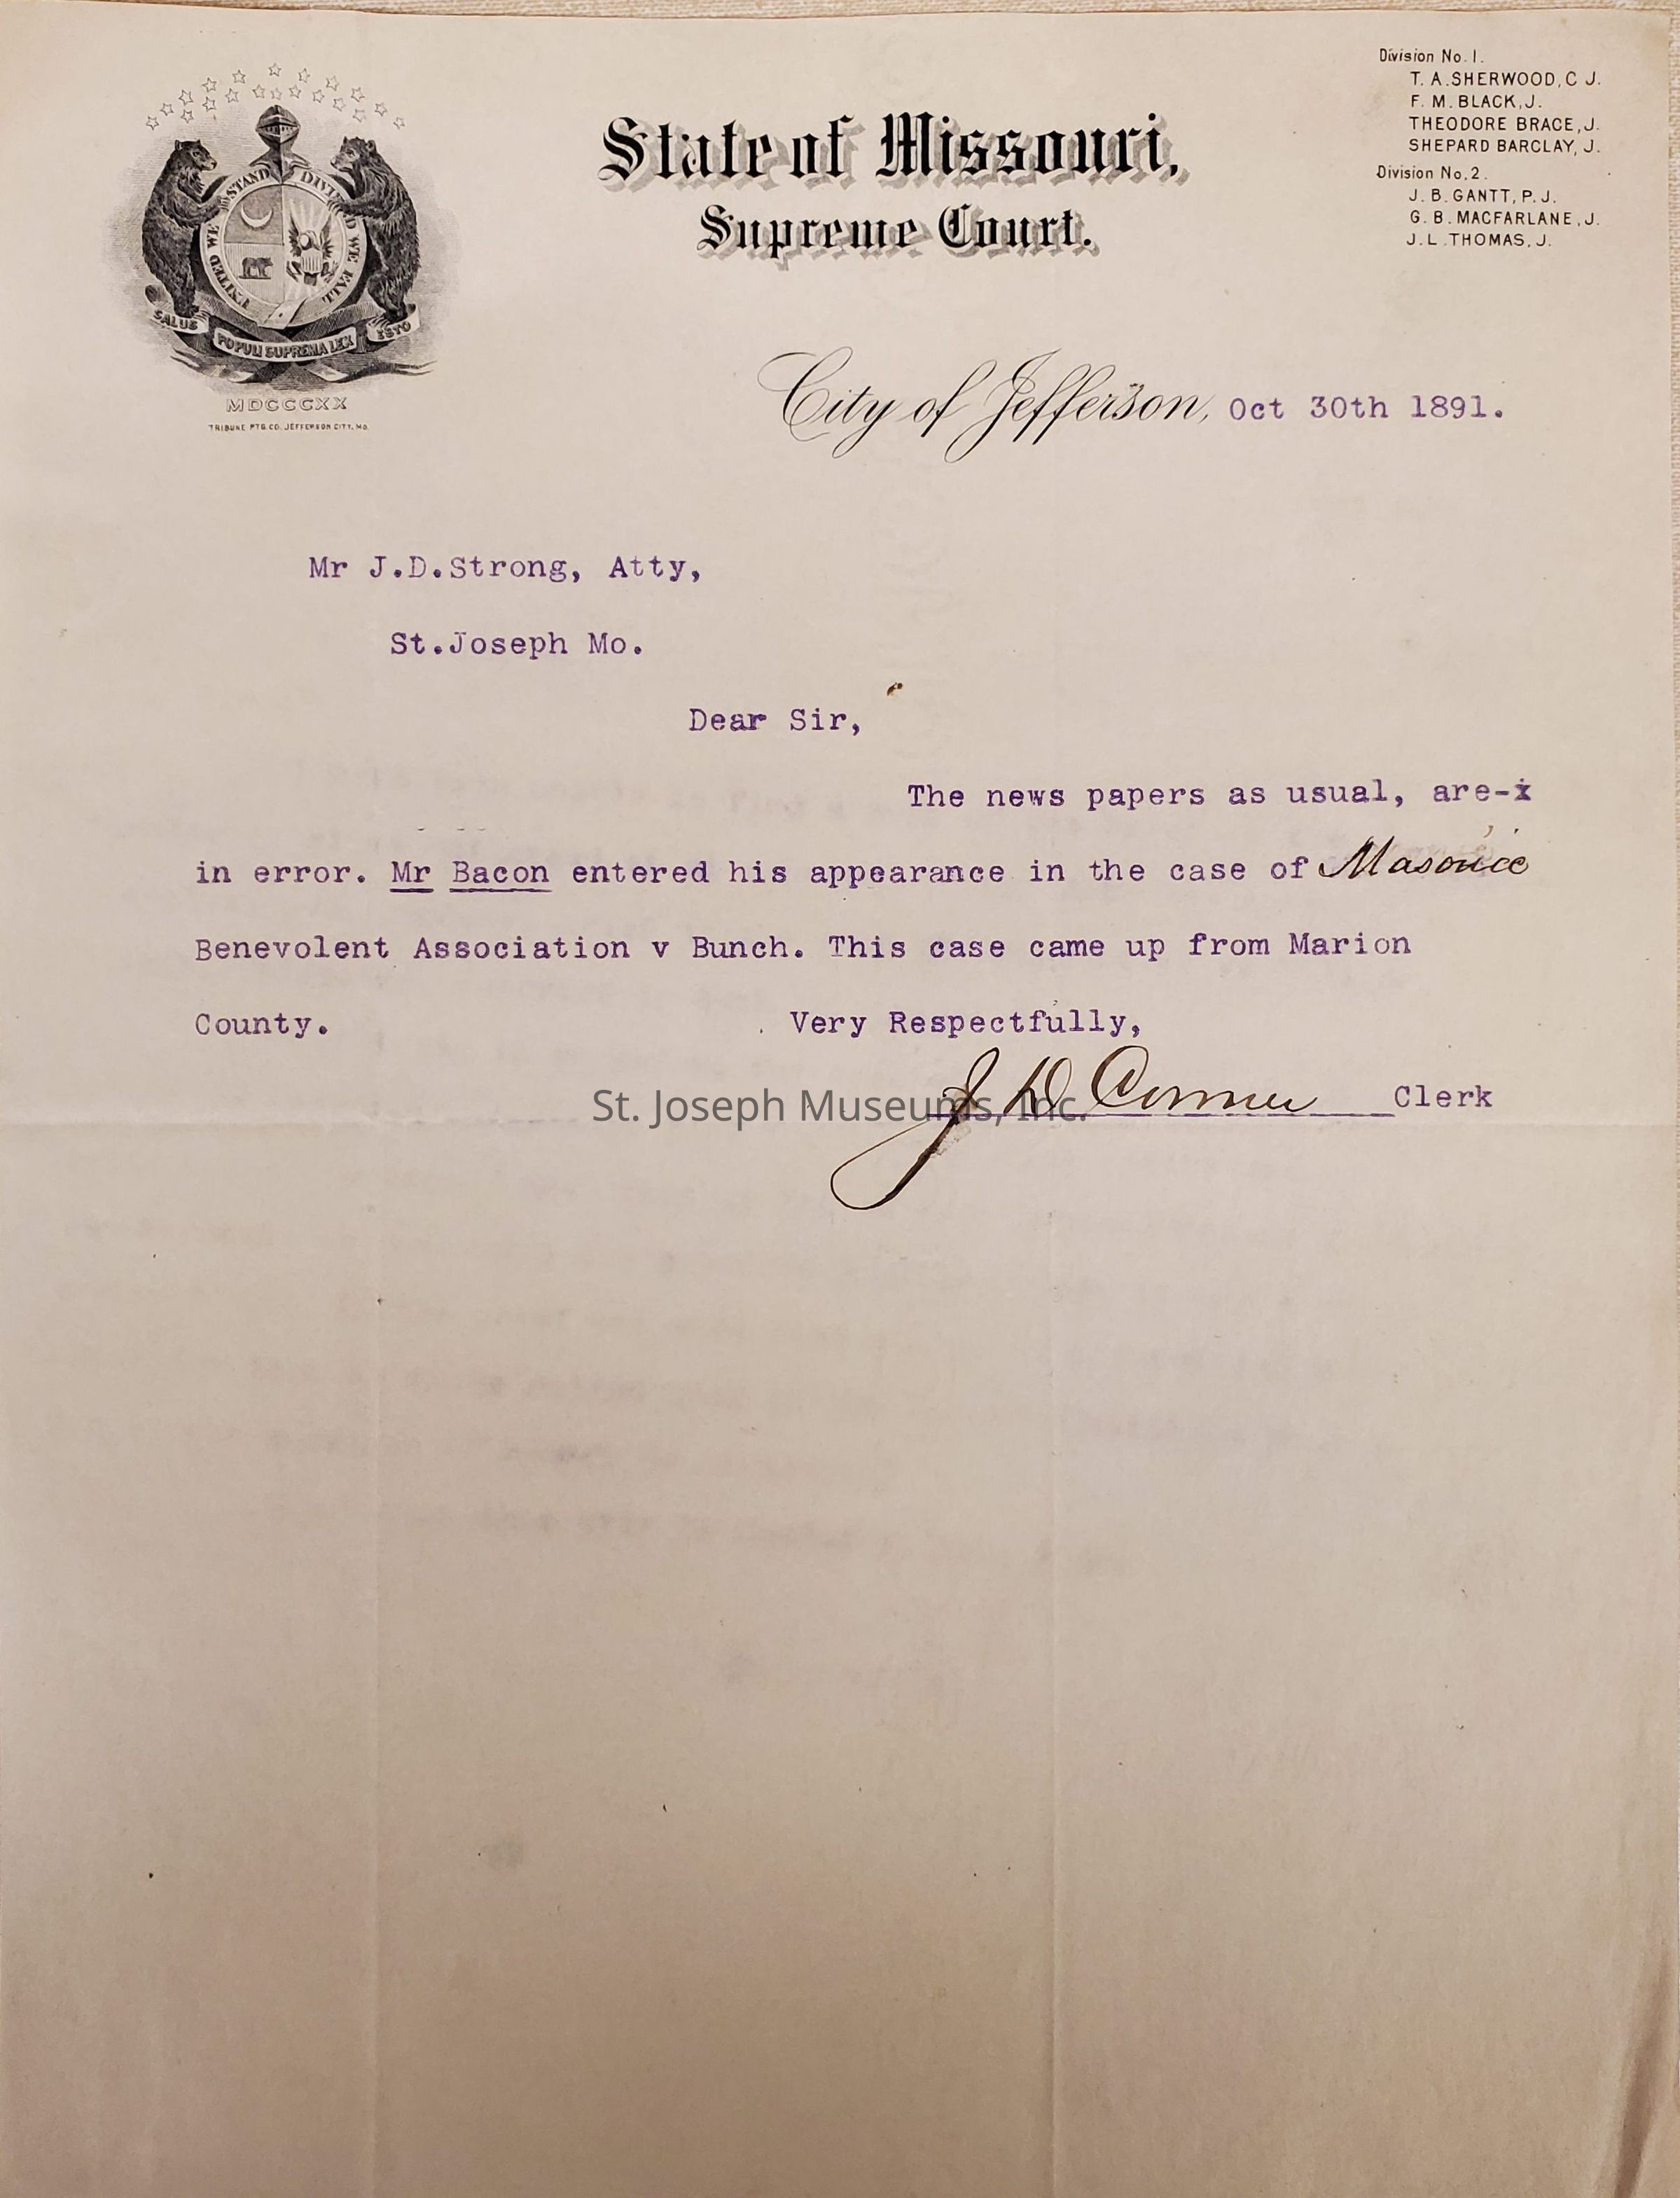 Division No. 1.
T. A. SHERWOOD, C J.
F. M. BLACK, J.
THEODORE BRACE, J.
SHEPARD BARCLAY, J.
Division No. 2.
J. B. GANTT, P. J.
G. B. MACFARLANE, J.
J. L. THOMAS, J.
State of Missouri,
Supreme Court.
UNITED WE STAND DIVIDED WE FALL
SALUS POPULI SUPREMA LEX ESTO
MDCCCXX
TRIBUNE PTG. CO. JEFFERSON CITY, MO.
City of Jefferson, Oct 30th 1891.
Mr J.D.Strong, Atty,
St.Joseph Mo.
Dear Sir,
The news papers as usual, are-x
in error. Mr Bacon entered his appearance in the case of Masonic
Benevolent Association v Bunch. This case came up from Marion
County. Very Respectfully,
J D Conner Clerk
St. Joseph Museums, Inc.